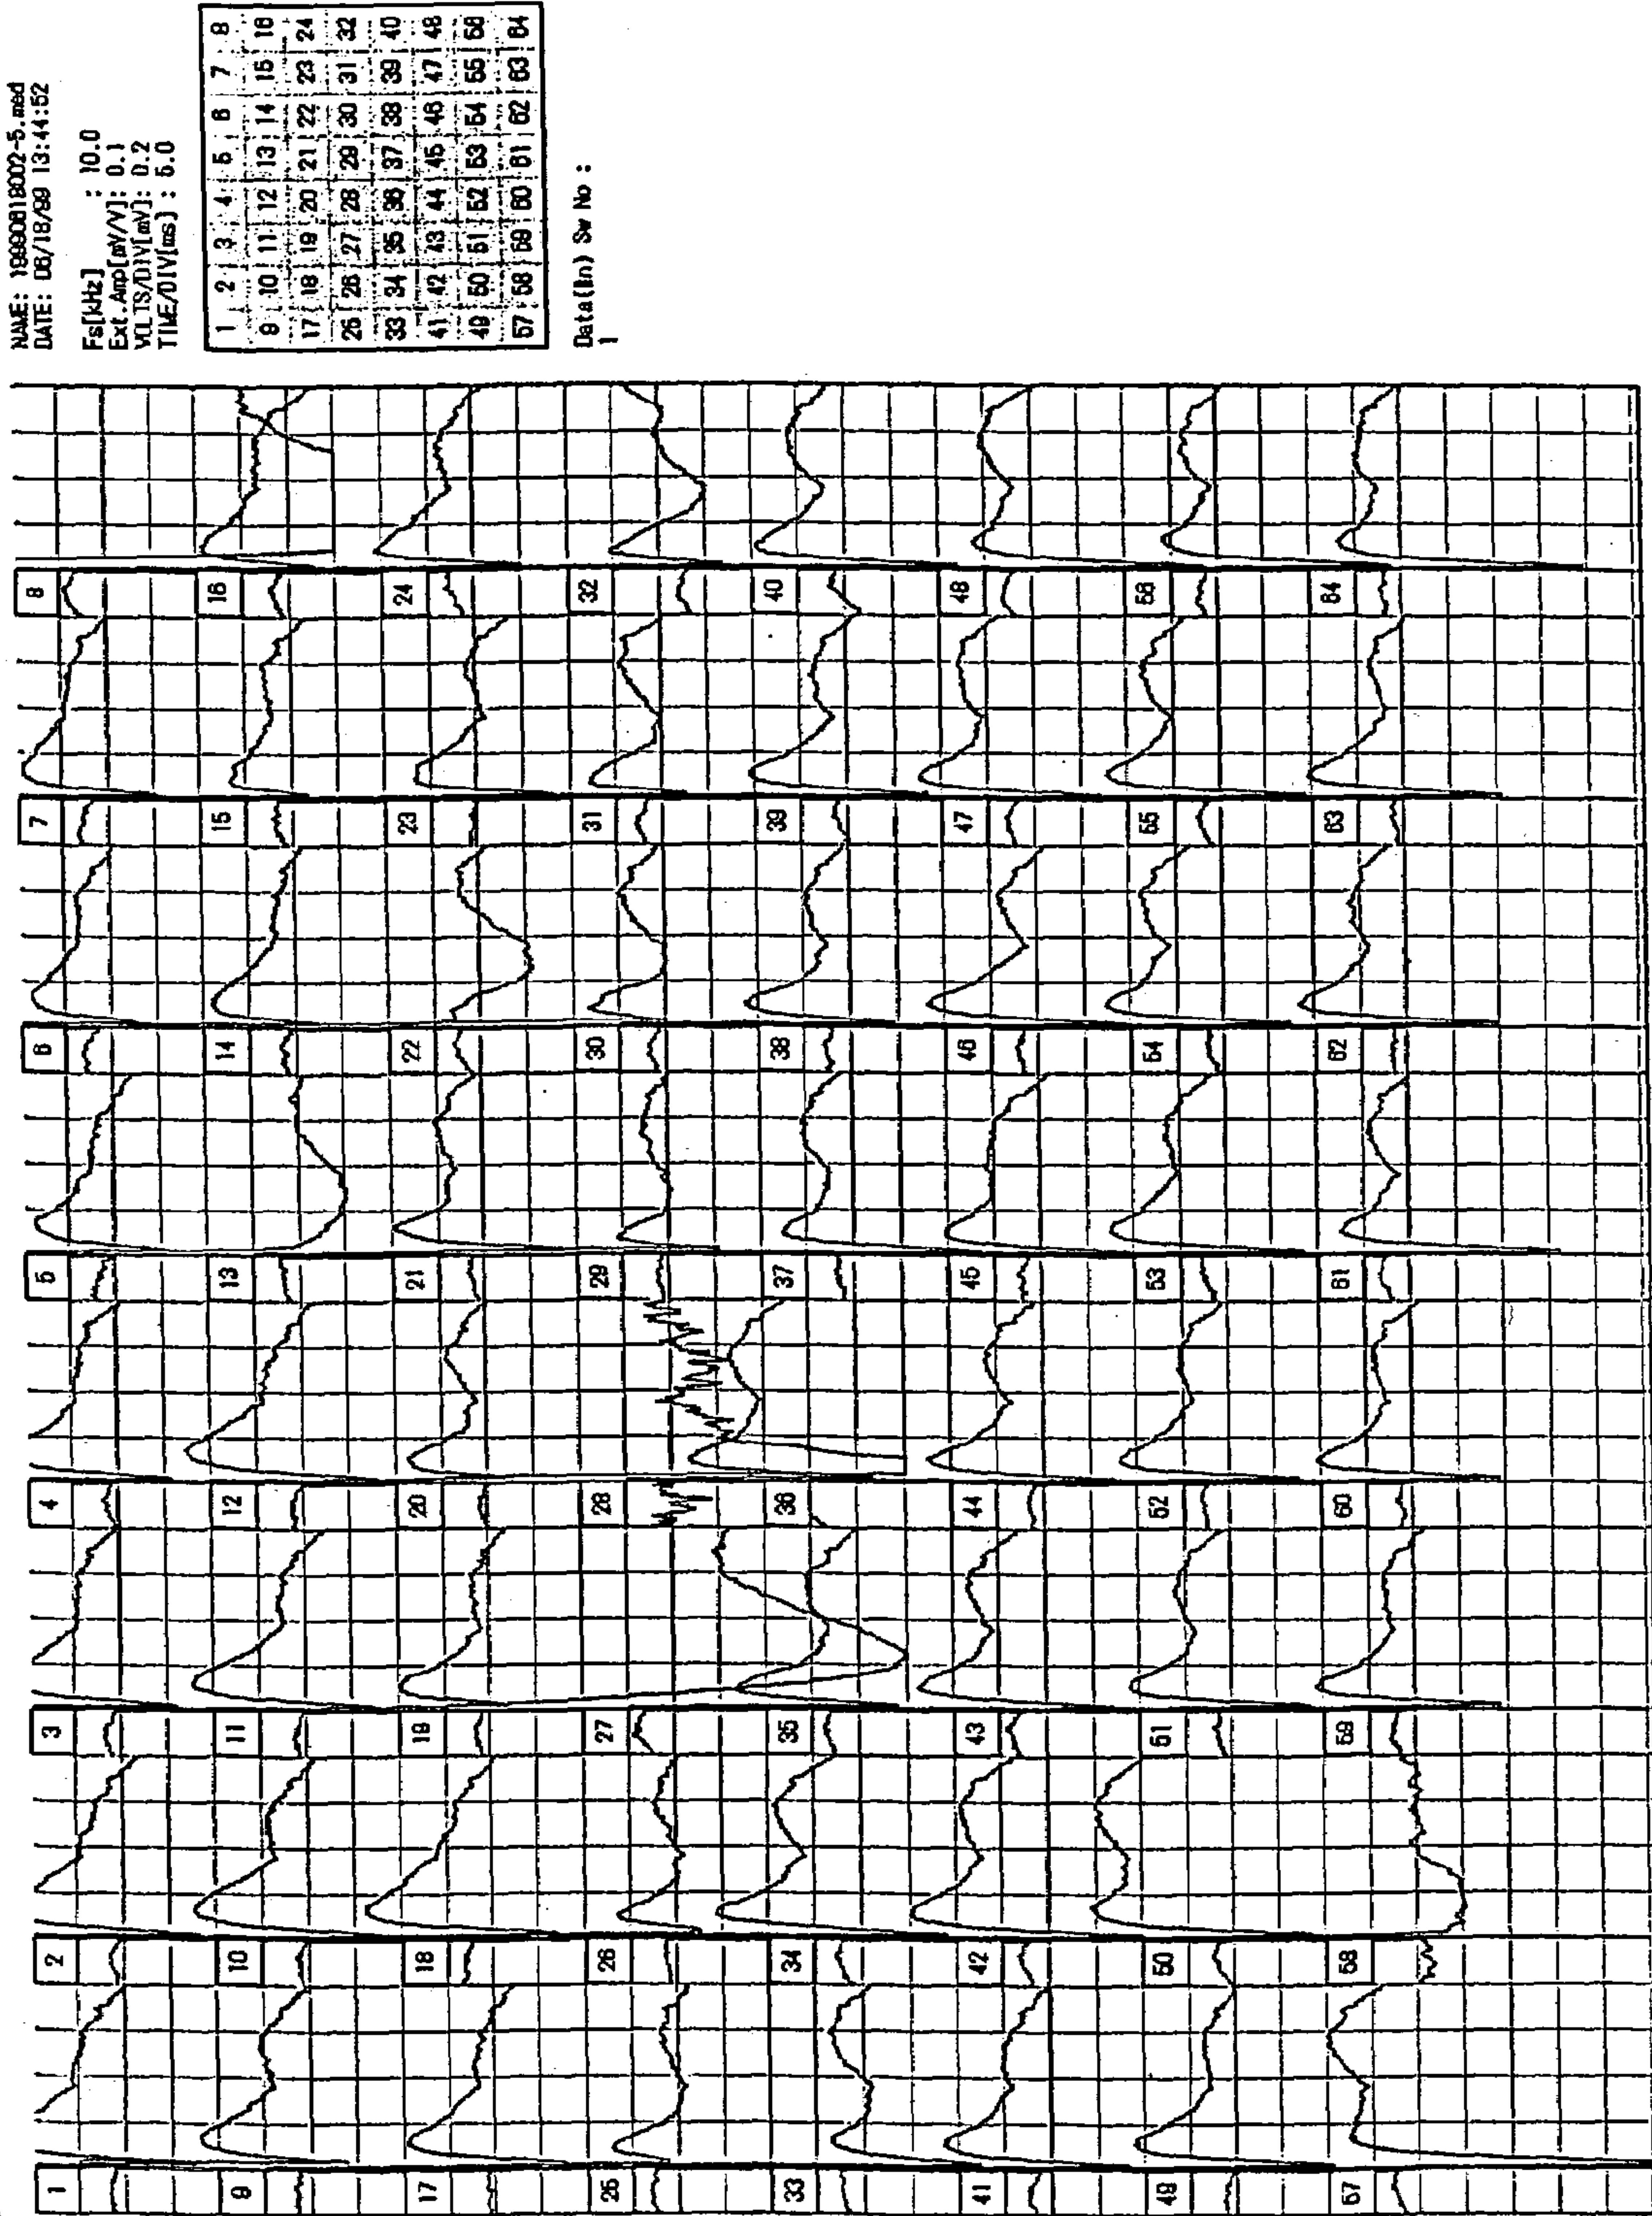 NAME: 19990618002-5.med
DATE: 06/18/99 13:44:52
Fs[kHz] : 10.0
Ext.Amp[mV/V]: 0.1
VOLTS/DIV[mV]: 0.2
TIME/DIV[ms] : 5.0
1 2 3 4 5 6 7 8
9 10 11 12 13 14 15 16
17 18 19 20 21 22 23 24
25 26 27 28 29 30 31 32
33 34 35 36 37 38 39 40
41 42 43 44 45 46 47 48
49 50 51 52 53 54 55 56
57 58 59 60 61 62 63 64
Data(In) Sw No :
1
1 2 3 4 5 6 7 8
9 10 11 12 13 14 15 16
17 18 19 20 21 22 23 24
25 26 27 28 29 30 31 32
33 34 35 36 37 38 39 40
41 42 43 44 45 46 47 48
49 50 51 52 53 54 55 56
57 58 59 60 61 62 63 64